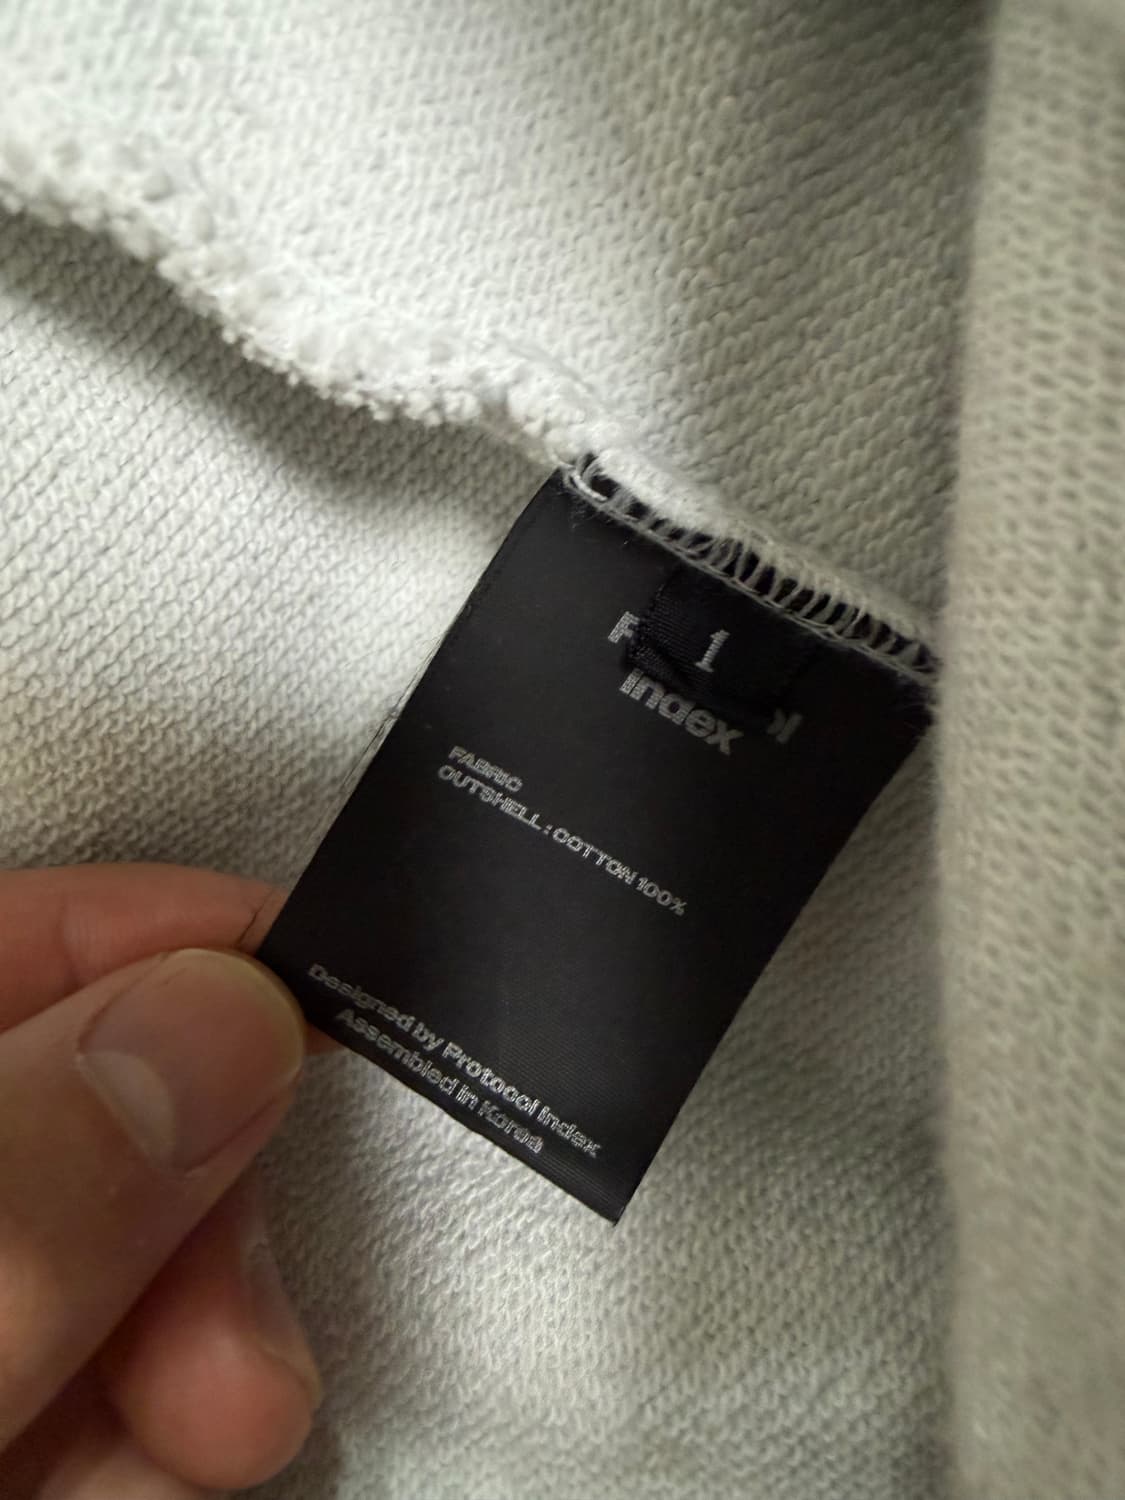 1
Index
FABRIC
OUTSHELL : COTTON 100%
Designed by Protocol Index
Assembled in Korea